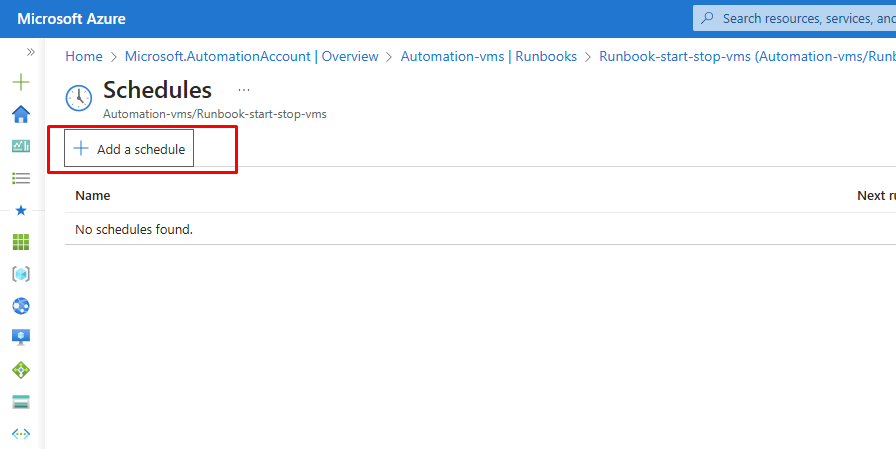 Microsoft Azure
Search resources, services, and
Home > Microsoft.AutomationAccount | Overview > Automation-vms | Runbooks > Runbook-start-stop-vms (Automation-vms/Runb
Schedules ...
Automation-vms/Runbook-start-stop-vms
+ Add a schedule
Name Next ru
No schedules found.